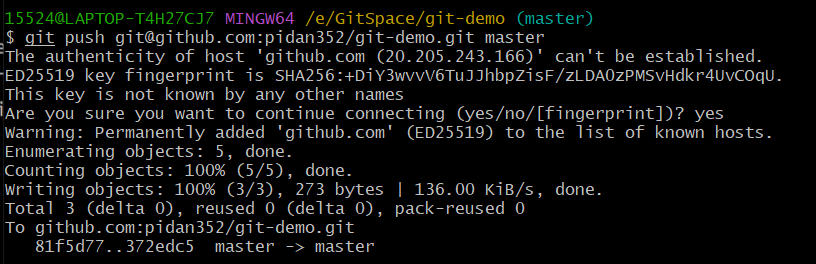 15524@LAPTOP-T4H27CJ7 MINGW64 /e/GitSpace/git-demo (master)
$ git push git@github.com:pidan352/git-demo.git master
The authenticity of host 'github.com (20.205.243.166)' can't be established.
ED25519 key fingerprint is SHA256:+DiY3wvvV6TuJJhbpZisF/zLDA0zPMSvHdkr4UvCOqU.
This key is not known by any other names
Are you sure you want to continue connecting (yes/no/[fingerprint])? yes
Warning: Permanently added 'github.com' (ED25519) to the list of known hosts.
Enumerating objects: 5, done.
Counting objects: 100% (5/5), done.
Writing objects: 100% (3/3), 273 bytes | 136.00 KiB/s, done.
Total 3 (delta 0), reused 0 (delta 0), pack-reused 0
To github.com:pidan352/git-demo.git
   81f5d77..372edc5  master -> master